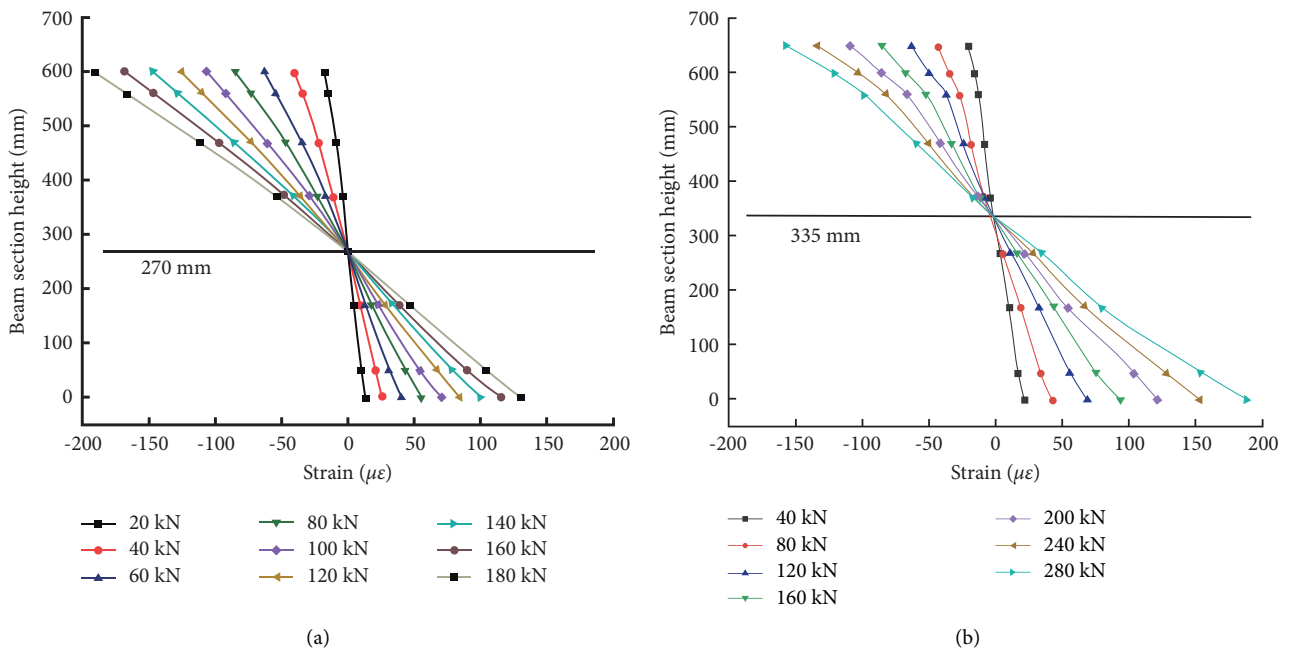 700
600
500
400
300
200
100
0
Beam section height (mm)
270 mm
-200 -150 -100 -50 0 50 100 150 200
Strain (με)
20 kN
40 kN
60 kN
80 kN
100 kN
120 kN
140 kN
160 kN
180 kN
(a)
700
600
500
400
300
200
100
0
Beam section height (mm)
335 mm
-200 -150 -100 -50 0 50 100 150 200
Strain (με)
40 kN
80 kN
120 kN
160 kN
200 kN
240 kN
280 kN
(b)